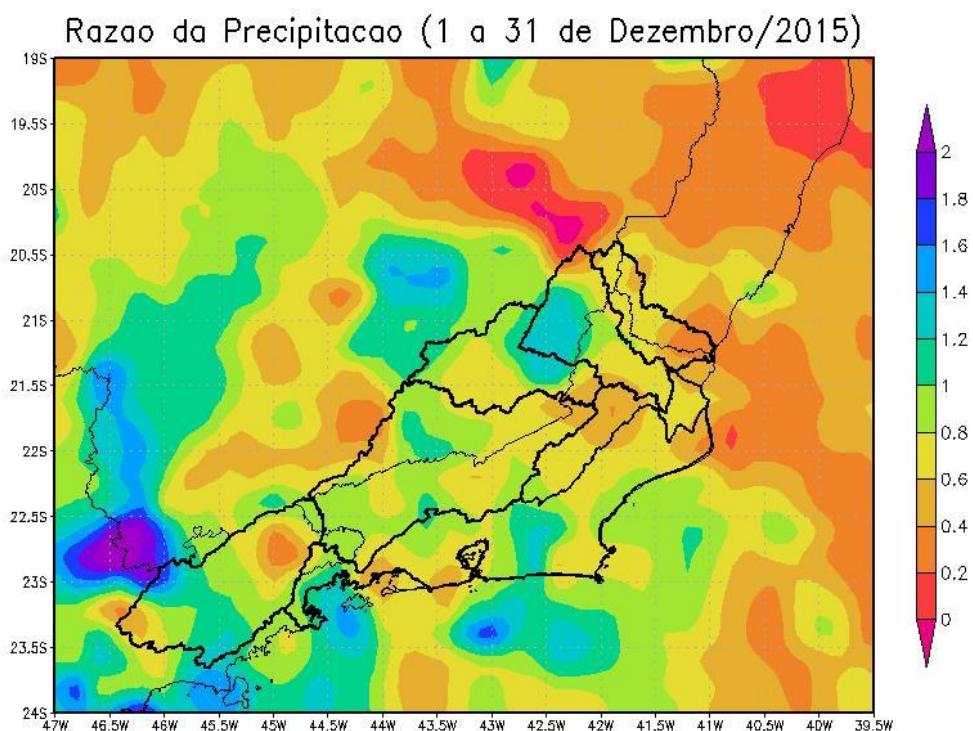 Razao da Precipitacao (1 a 31 de Dezembro/2015)
19S
19.5S
20S
20.5S
21S
21.5S
22S
22.5S
23S
23.5S
24S
47W 46.5W 46W 45.5W 45W 44.5W 44W 43.5W 43W 42.5W 42W 41.5W 41W 40.5W 40W 39.5W
2
1.8
1.6
1.4
1.2
1
0.8
0.6
0.4
0.2
0